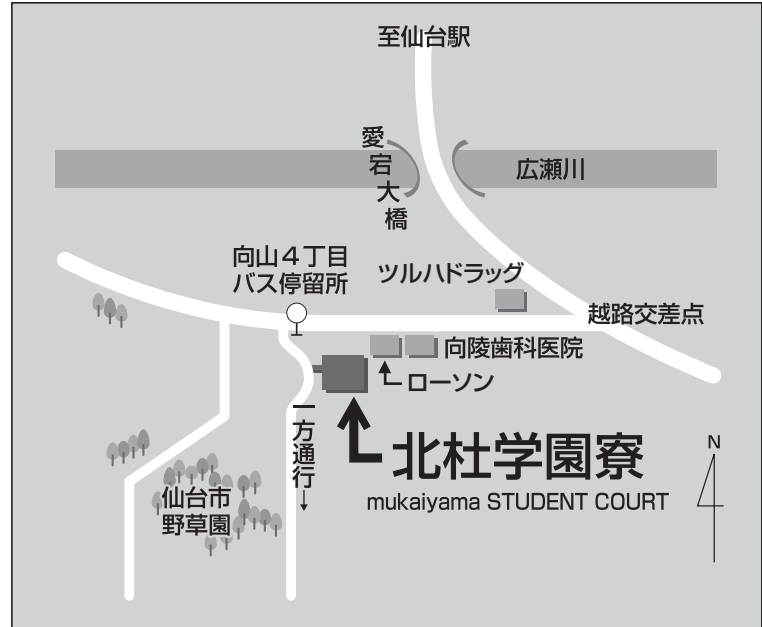 至仙台駅
愛宕大橋
広瀬川
向山4丁目
バス停留所
ツルハドラッグ
越路交差点
向陵歯科医院
ローソン
一方通行→
北杜学園寮
mukaiyama STUDENT COURT
N
仙台市
野草園